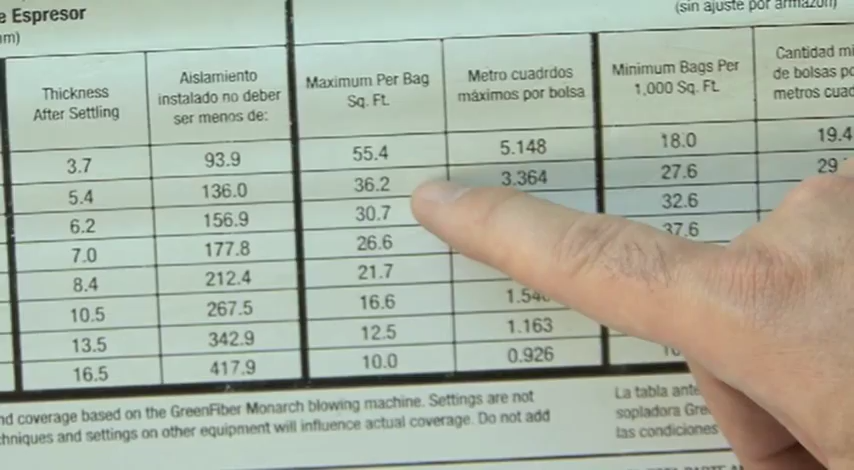 e Espresor
(sin ajuste por armazón)
mm)
Thickness After Settling
Aislamiento instalado no deber ser menos de:
Maximum Per Bag Sq. Ft.
Metro cuadrdos máximos por bolsa
Minimum Bags Per 1,000 Sq. Ft.
Cantidad mi de bolsas po metros cuad
3.7 93.9 55.4 5.148 18.0 19.4
5.4 136.0 36.2 3.364 27.6 29
6.2 156.9 30.7 32.6
7.0 177.8 26.6 37.6
8.4 212.4 21.7
10.5 267.5 16.6
13.5 342.9 12.5 1.163
16.5 417.9 10.0 0.926
nd coverage based on the GreenFiber Monarch blowing machine. Settings are not
chniques and settings on other equipment will influence actual coverage. Do not add
La tabla ante
sopladora Gre
las condiciones